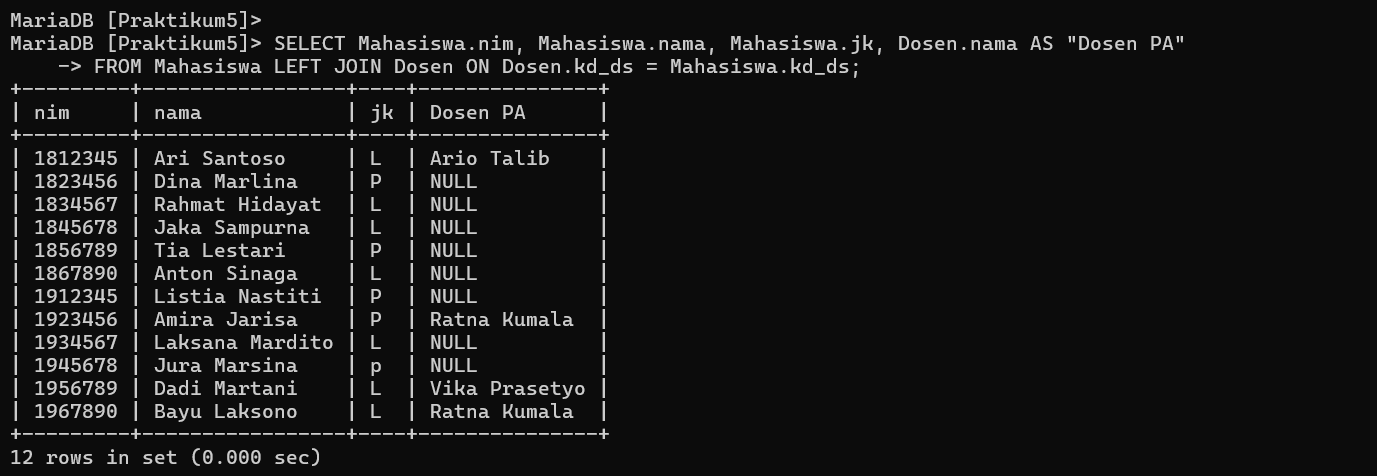 MariaDB [Praktikum5]>
MariaDB [Praktikum5]> SELECT Mahasiswa.nim, Mahasiswa.nama, Mahasiswa.jk, Dosen.nama AS "Dosen PA"
    -> FROM Mahasiswa LEFT JOIN Dosen ON Dosen.kd_ds = Mahasiswa.kd_ds;
+---------+-----------------+----+---------------+
| nim     | nama            | jk | Dosen PA      |
+---------+-----------------+----+---------------+
| 1812345 | Ari Santoso     | L  | Ario Talib    |
| 1823456 | Dina Marlina    | P  | NULL          |
| 1834567 | Rahmat Hidayat  | L  | NULL          |
| 1845678 | Jaka Sampurna   | L  | NULL          |
| 1856789 | Tia Lestari     | P  | NULL          |
| 1867890 | Anton Sinaga    | L  | NULL          |
| 1912345 | Listia Nastiti  | P  | NULL          |
| 1923456 | Amira Jarisa    | P  | Ratna Kumala  |
| 1934567 | Laksana Mardito | L  | NULL          |
| 1945678 | Jura Marsina    | p  | NULL          |
| 1956789 | Dadi Martani    | L  | Vika Prasetyo |
| 1967890 | Bayu Laksono    | L  | Ratna Kumala  |
+---------+-----------------+----+---------------+
12 rows in set (0.000 sec)